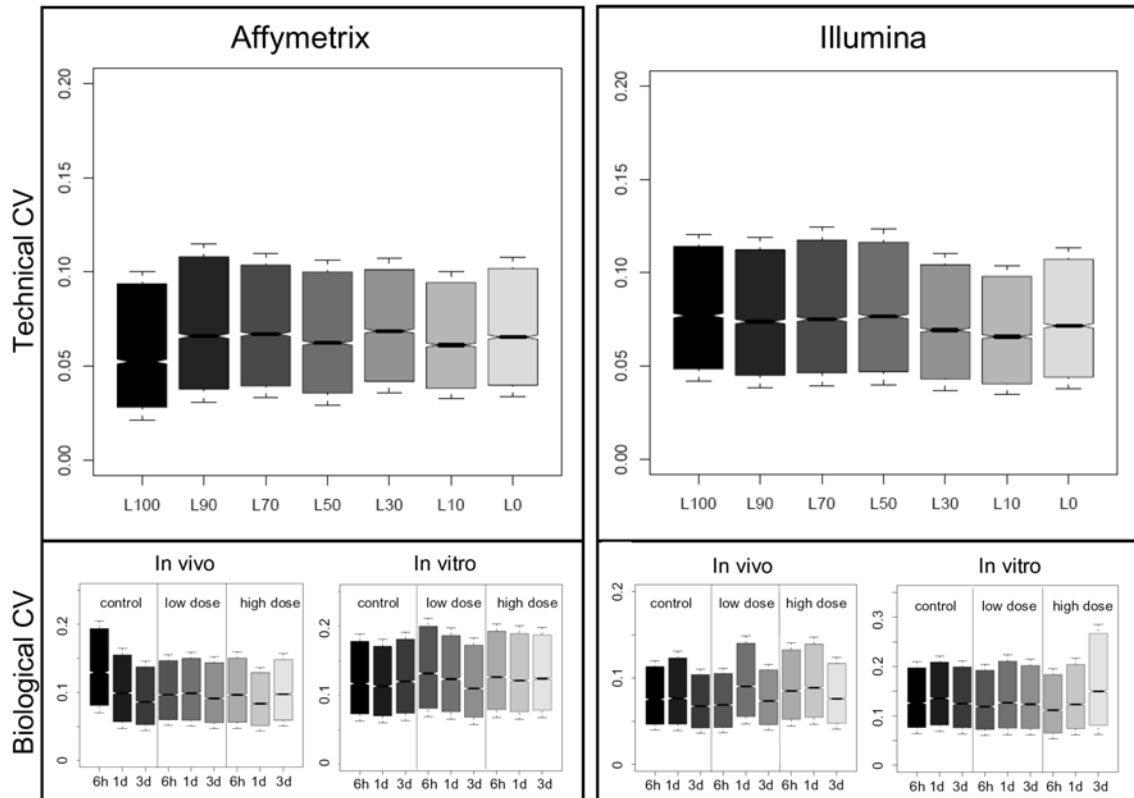 Affymetrix
Technical CV
0.20
0.15
0.10
0.05
0.00
L100 L90 L70 L50 L30 L10 L0
Illumina
0.20
0.15
0.10
0.05
0.00
L100 L90 L70 L50 L30 L10 L0
Biological CV
In vivo
control low dose high dose
0.2
0.1
0
6h 1d 3d 6h 1d 3d 6h 1d 3d
In vitro
control low dose high dose
0.2
0.1
0
6h 1d 3d 6h 1d 3d 6h 1d 3d
In vivo
control low dose high dose
0.2
0.1
0
6h 1d 3d 6h 1d 3d 6h 1d 3d
In vitro
control low dose high dose
0.3
0.2
0.1
0
6h 1d 3d 6h 1d 3d 6h 1d 3d